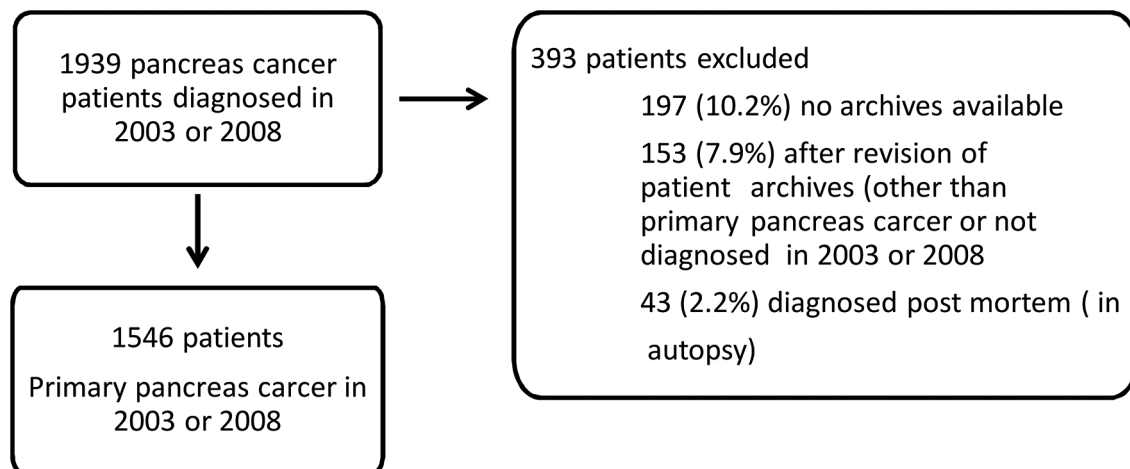 1939 pancreas cancer
patients diagnosed in
2003 or 2008
393 patients excluded
197 (10.2%) no archives available
153 (7.9%) after revision of
patient archives (other than
primary pancreas carcer or not
diagnosed in 2003 or 2008
43 (2.2%) diagnosed post mortem ( in
autopsy)
1546 patients
Primary pancreas carcer in
2003 or 2008